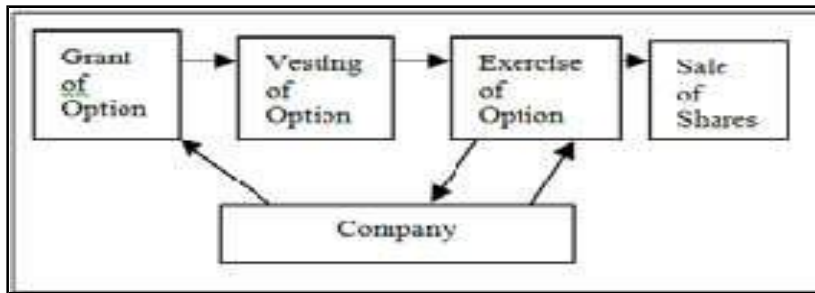 Grant
of
Option
Vesting
of
Option
Exercise
of
Option
Sale
of
Shares
Company